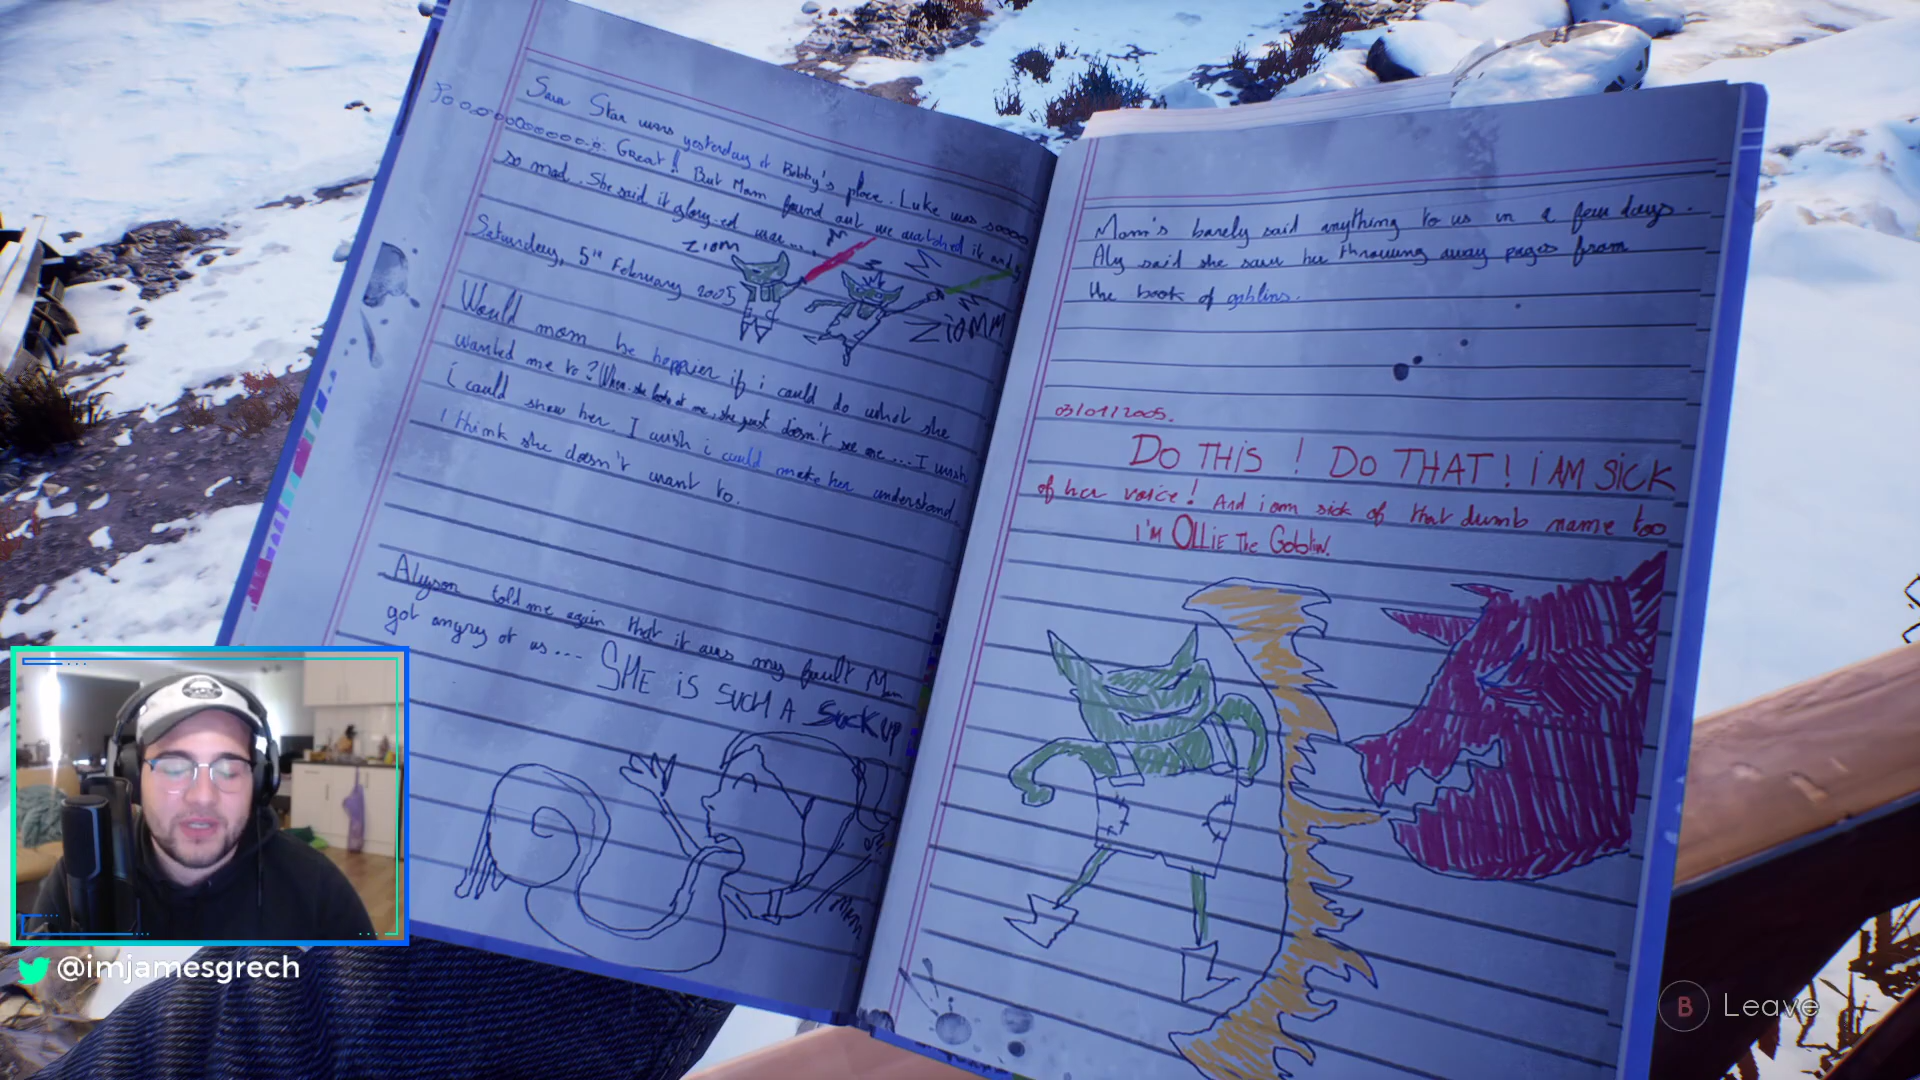 Saw Star wars yesterday at Bobby's place. Luke was soooo
oooooooooooooo. Great! But Mom found out we watched it and
so mad. She said it glory-ed war...
ZIOM
Saturday, 5th February 2005
ZiOMM
Would mom be happier if i could do what she
wanted me to? When she looks at me, she just doesn't see me... I wish
i could show her. I wish i could make her understand.
I think she doesn't want to.
Alyson told me again that it was my fault Mom
got angry at us... SHE iS SUCH A SUCK UP
Mom
Mom's barely said anything to us in a few days.
Aly said she saw her throwing away pages from
the book of goblins.
03/01/2005.
DO THiS! DO THAT! i AM SiCK
of her voice! And i am sick of that dumb name too
I'M OLLiE The Goblin.
@imjamesgrech
B Leave